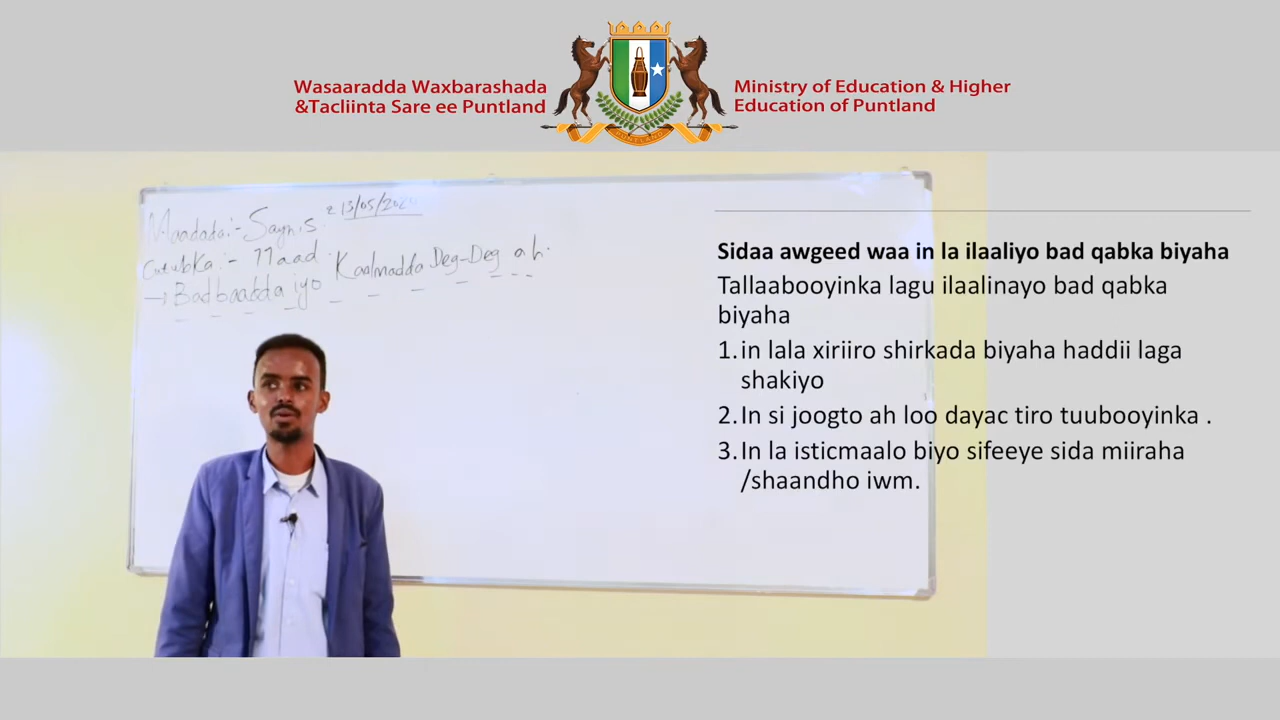 Wasaaradda Waxbarashada
&Tacliinta Sare ee Puntland
Ministry of Education & Higher
Education of Puntland
PUNTLAND
Maadada:- Saynis
Cutubka:- 11aad
→ Badbaadda iyo Kaalmadda Deg-Deg ah.
Sidaa awgeed waa in la ilaaliyo bad qabka biyaha
Tallaabooyinka lagu ilaalinayo bad qabka
biyaha
1. in lala xiriiro shirkada biyaha haddii laga
shakiyo
2. In si joogto ah loo dayac tiro tuubooyinka .
3. In la isticmaalo biyo sifeeye sida miiraha
/shaandho iwm.